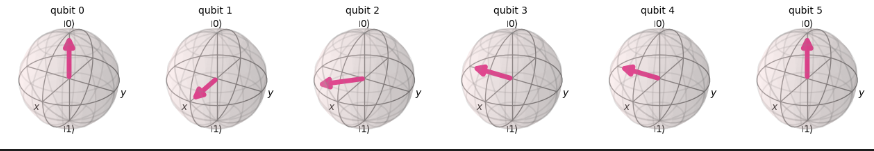 qubit 0 qubit 1 qubit 2 qubit 3 qubit 4 qubit 5
|0⟩ |0⟩ |0⟩ |0⟩ |0⟩ |0⟩
y y y y y y
x x x x x x
|1⟩ |1⟩ |1⟩ |1⟩ |1⟩ |1⟩